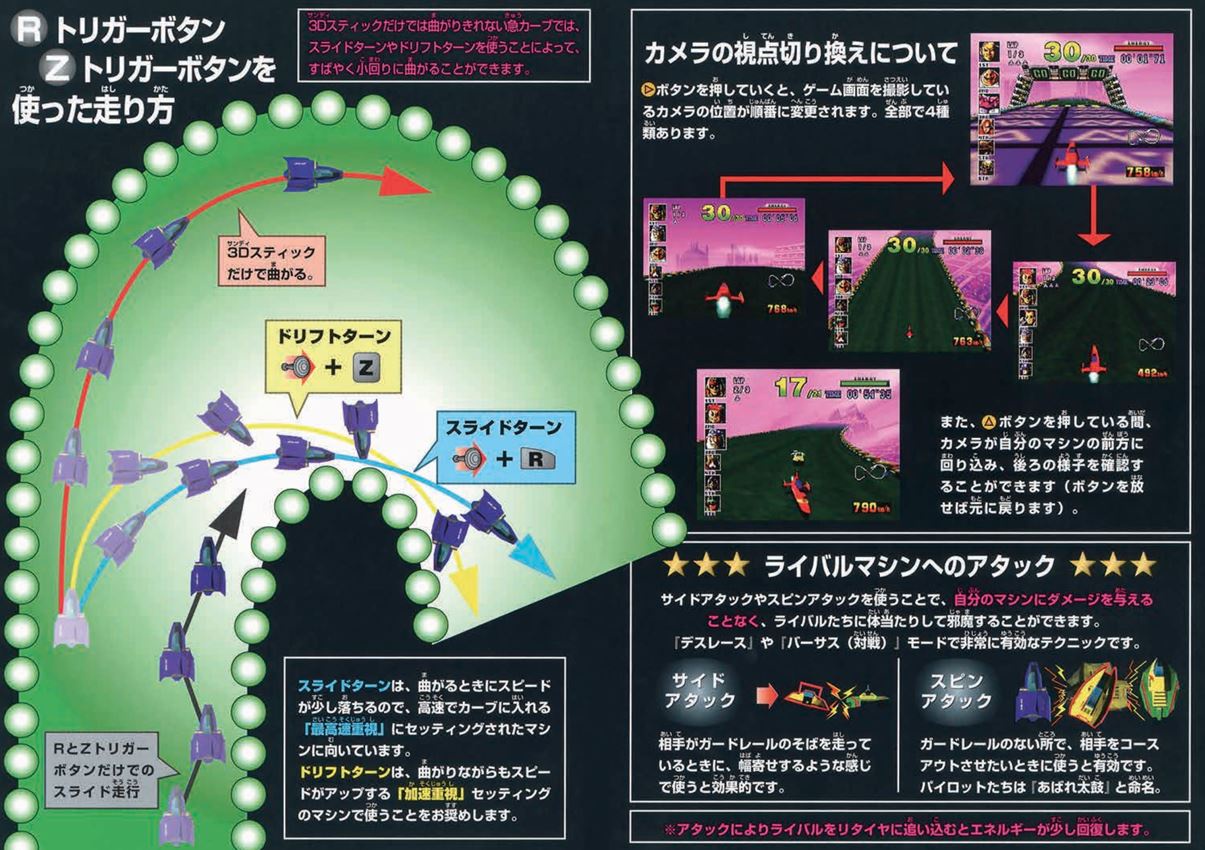 R トリガーボタン
Z トリガーボタンを
使った走り方
3Dスティックだけでは曲がりきれない急カーブでは、
スライドターンやドリフトターンを使うことによって、
すばやく小回りに曲がることができます。
3Dスティック
だけで曲がる。
ドリフトターン
+ Z
スライドターン
+ R
RとZトリガー
ボタンだけでの
スライド走行
スライドターンは、曲がるときにスピード
が少し落ちるので、高速でカーブに入れる
「最高速重視」にセッティングされたマシ
ンに向いています。
ドリフトターンは、曲がりながらもスピー
ドがアップする「加速重視」セッティング
のマシンで使うことをお奨めします。
カメラの視点切り換えについて
ボタンを押していくと、ゲーム画面を撮影してい
るカメラの位置が順番に変更されます。全部で4種
類あります。
LAP
1/3
30/30 TIME 00'01"71
758km/h
30
768km/h
30/30 TIME
763km/h
30/30 TIME
492km/h
LAP
2/3
17/21 TIME 00'54"35
790km/h
また、 ボタンを押している間、
カメラが自分のマシンの前方に
回り込み、後ろの様子を確認す
ることができます（ボタンを放
せば元に戻ります）。
★★★ ライバルマシンへのアタック ★★★
サイドアタックやスピンアタックを使うことで、自分のマシンにダメージを与える
ことなく、ライバルたちに体当たりして邪魔することができます。
『デスレース』や『バーサス（対戦）』モードで非常に有効なテクニックです。
サイド
アタック
相手がガードレールのそばを走って
いるときに、幅寄せするような感じ
で使うと効果的です。
スピン
アタック
ガードレールのない所で、相手をコース
アウトさせたいときに使うと有効です。
パイロットたちは『あばれ太鼓』と命名。
※アタックによりライバルをリタイヤに追い込むとエネルギーが少し回復します。